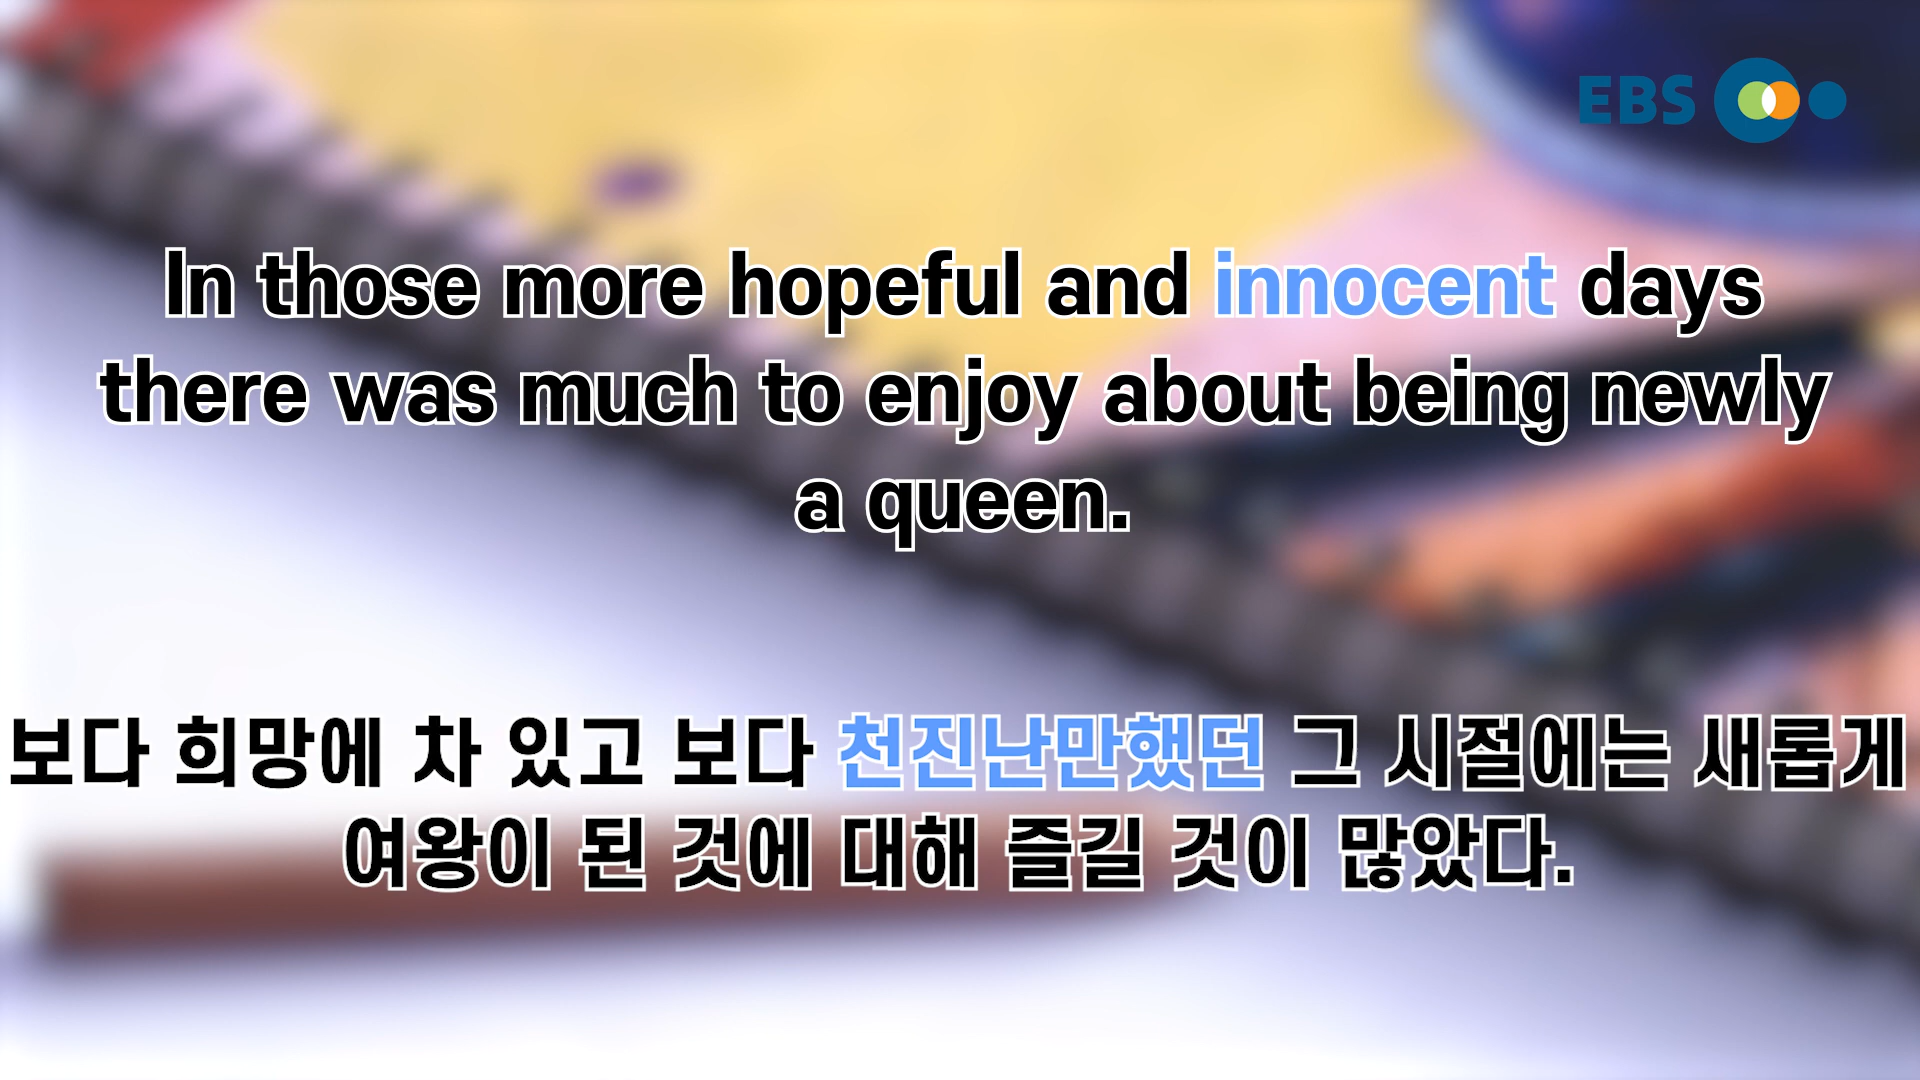 EBS
In those more hopeful and innocent days
there was much to enjoy about being newly
a queen.
보다 희망에 차 있고 보다 천진난만했던 그 시절에는 새롭게
여왕이 된 것에 대해 즐길 것이 많았다.